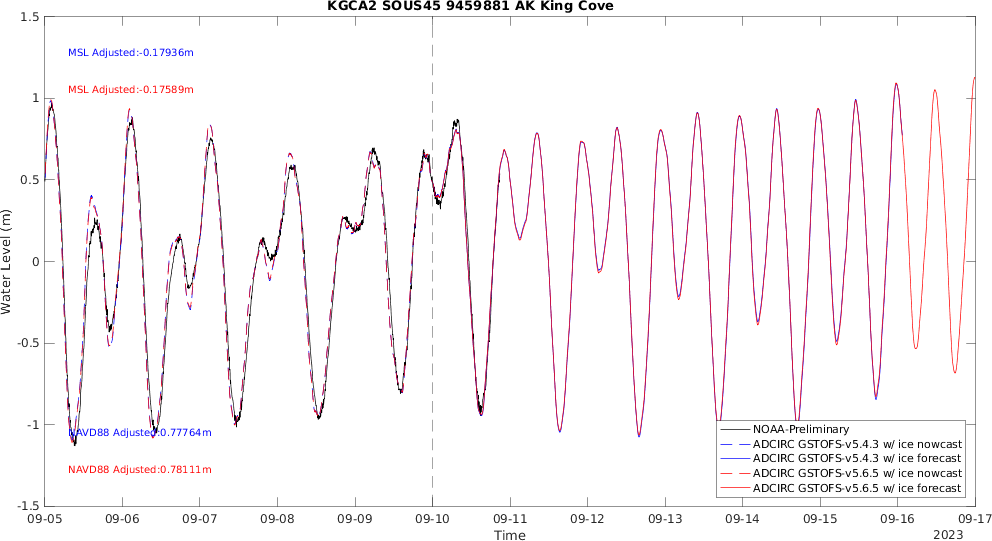 KGCA2 SOUS45 9459881 AK King Cove
1.5
MSL Adjusted:-0.17936m
MSL Adjusted:-0.17589m
1
0.5
0
-0.5
-1
-1.5
Water Level (m)
NAVD88 Adjusted:0.77764m
NAVD88 Adjusted:0.78111m
NOAA-Preliminary
ADCIRC GSTOFS-v5.4.3 w/ ice nowcast
ADCIRC GSTOFS-v5.4.3 w/ ice forecast
ADCIRC GSTOFS-v5.6.5 w/ ice nowcast
ADCIRC GSTOFS-v5.6.5 w/ ice forecast
09-05 09-06 09-07 09-08 09-09 09-10 09-11 09-12 09-13 09-14 09-15 09-16 09-17
Time
2023